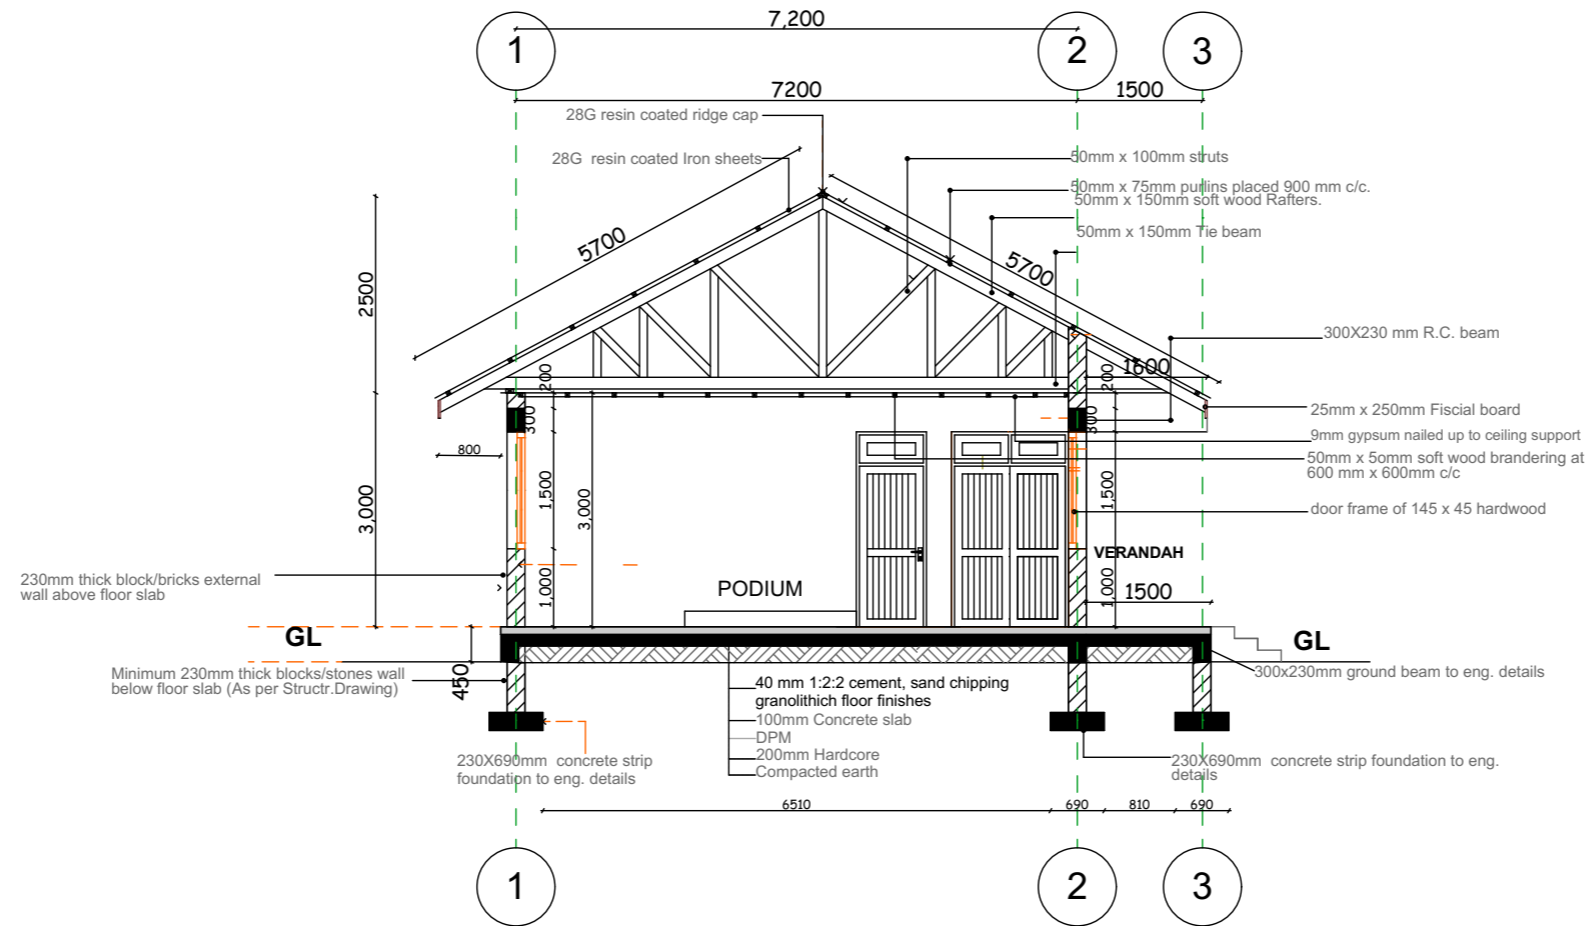 1
7,200
2
3
7200
1500
28G resin coated ridge cap
28G resin coated Iron sheets
50mm x 100mm struts
50mm x 75mm purlins placed 900 mm c/c.
50mm x 150mm soft wood Rafters.
50mm x 150mm Tie beam
5700
5700
2500
300X230 mm R.C. beam
1600
200
200
25mm x 250mm Fiscial board
300
300
9mm gypsum nailed up to ceiling support
800
50mm x 5omm soft wood brandering at
600 mm x 600mm c/c
3,000
1,500
3,000
1,500
door frame of 145 x 45 hardwood
VERANDAH
230mm thick block/bricks external
wall above floor slab
1,000
PODIUM
1,000
1500
GL
GL
Minimum 230mm thick blocks/stones wall
below floor slab (As per Structr.Drawing)
450
300x230mm ground beam to eng. details
40 mm 1:2:2 cement, sand chipping
granolithich floor finishes
100mm Concrete slab
DPM
200mm Hardcore
Compacted earth
230X690mm concrete strip
foundation to eng. details
230X690mm concrete strip foundation to eng.
details
6510
690
810
690
1
2
3